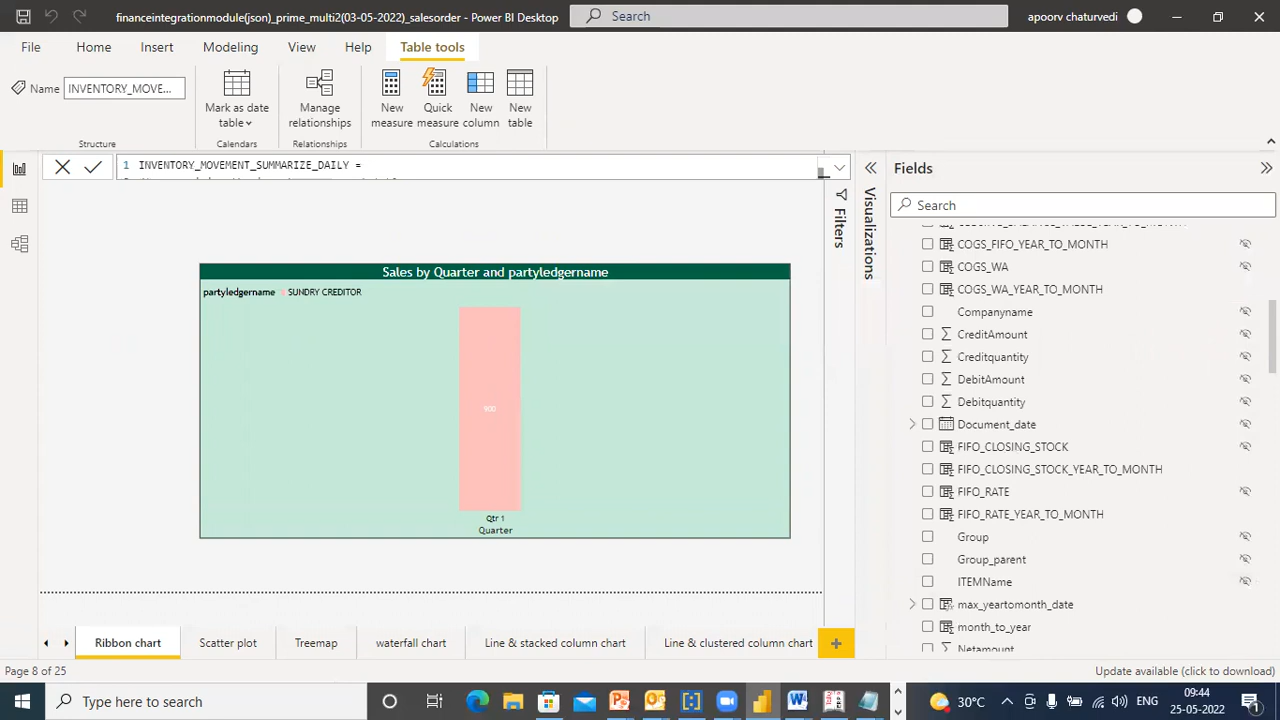 financeintegrationmodule(json)_prime_multi2(03-05-2022)_salesorder - Power BI Desktop
Search
apoorv chaturvedi
File
Home
Insert
Modeling
View
Help
Table tools
Name
INVENTORY_MOVE...
Mark as date table
Manage relationships
New measure
Quick measure
New column
New table
Structure
Calendars
Relationships
Calculations
1 INVENTORY_MOVEMENT_SUMMARIZE_DAILY =
Sales by Quarter and partyledgername
partyledgername SUNDRY CREDITOR
900
Qtr 1
Quarter
Filters
Visualizations
Fields
Search
COGS_FIFO_YEAR_TO_MONTH
COGS_WA
COGS_WA_YEAR_TO_MONTH
Companyname
CreditAmount
Creditquantity
DebitAmount
Debitquantity
Document_date
FIFO_CLOSING_STOCK
FIFO_CLOSING_STOCK_YEAR_TO_MONTH
FIFO_RATE
FIFO_RATE_YEAR_TO_MONTH
Group
Group_parent
ITEMName
max_yeartomonth_date
month_to_year
Netamount
Ribbon chart
Scatter plot
Treemap
waterfall chart
Line & stacked column chart
Line & clustered column chart
Page 8 of 25
Update available (click to download)
Type here to search
30°C
ENG
09:44
25-05-2022